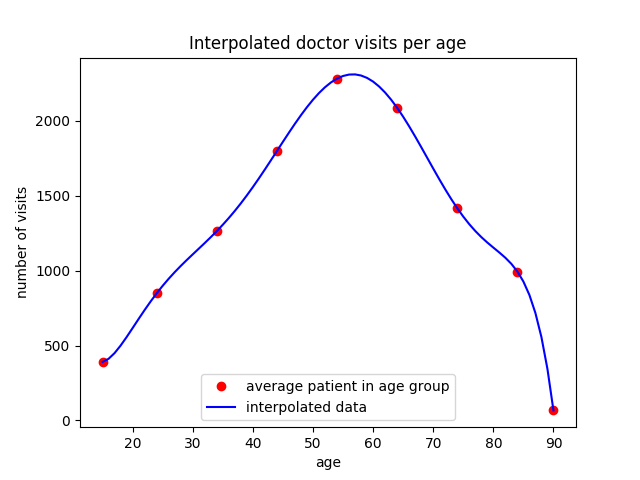 Interpolated doctor visits per age
number of visits
2000
1500
1000
500
0
average patient in age group
interpolated data
20 30 40 50 60 70 80 90
age